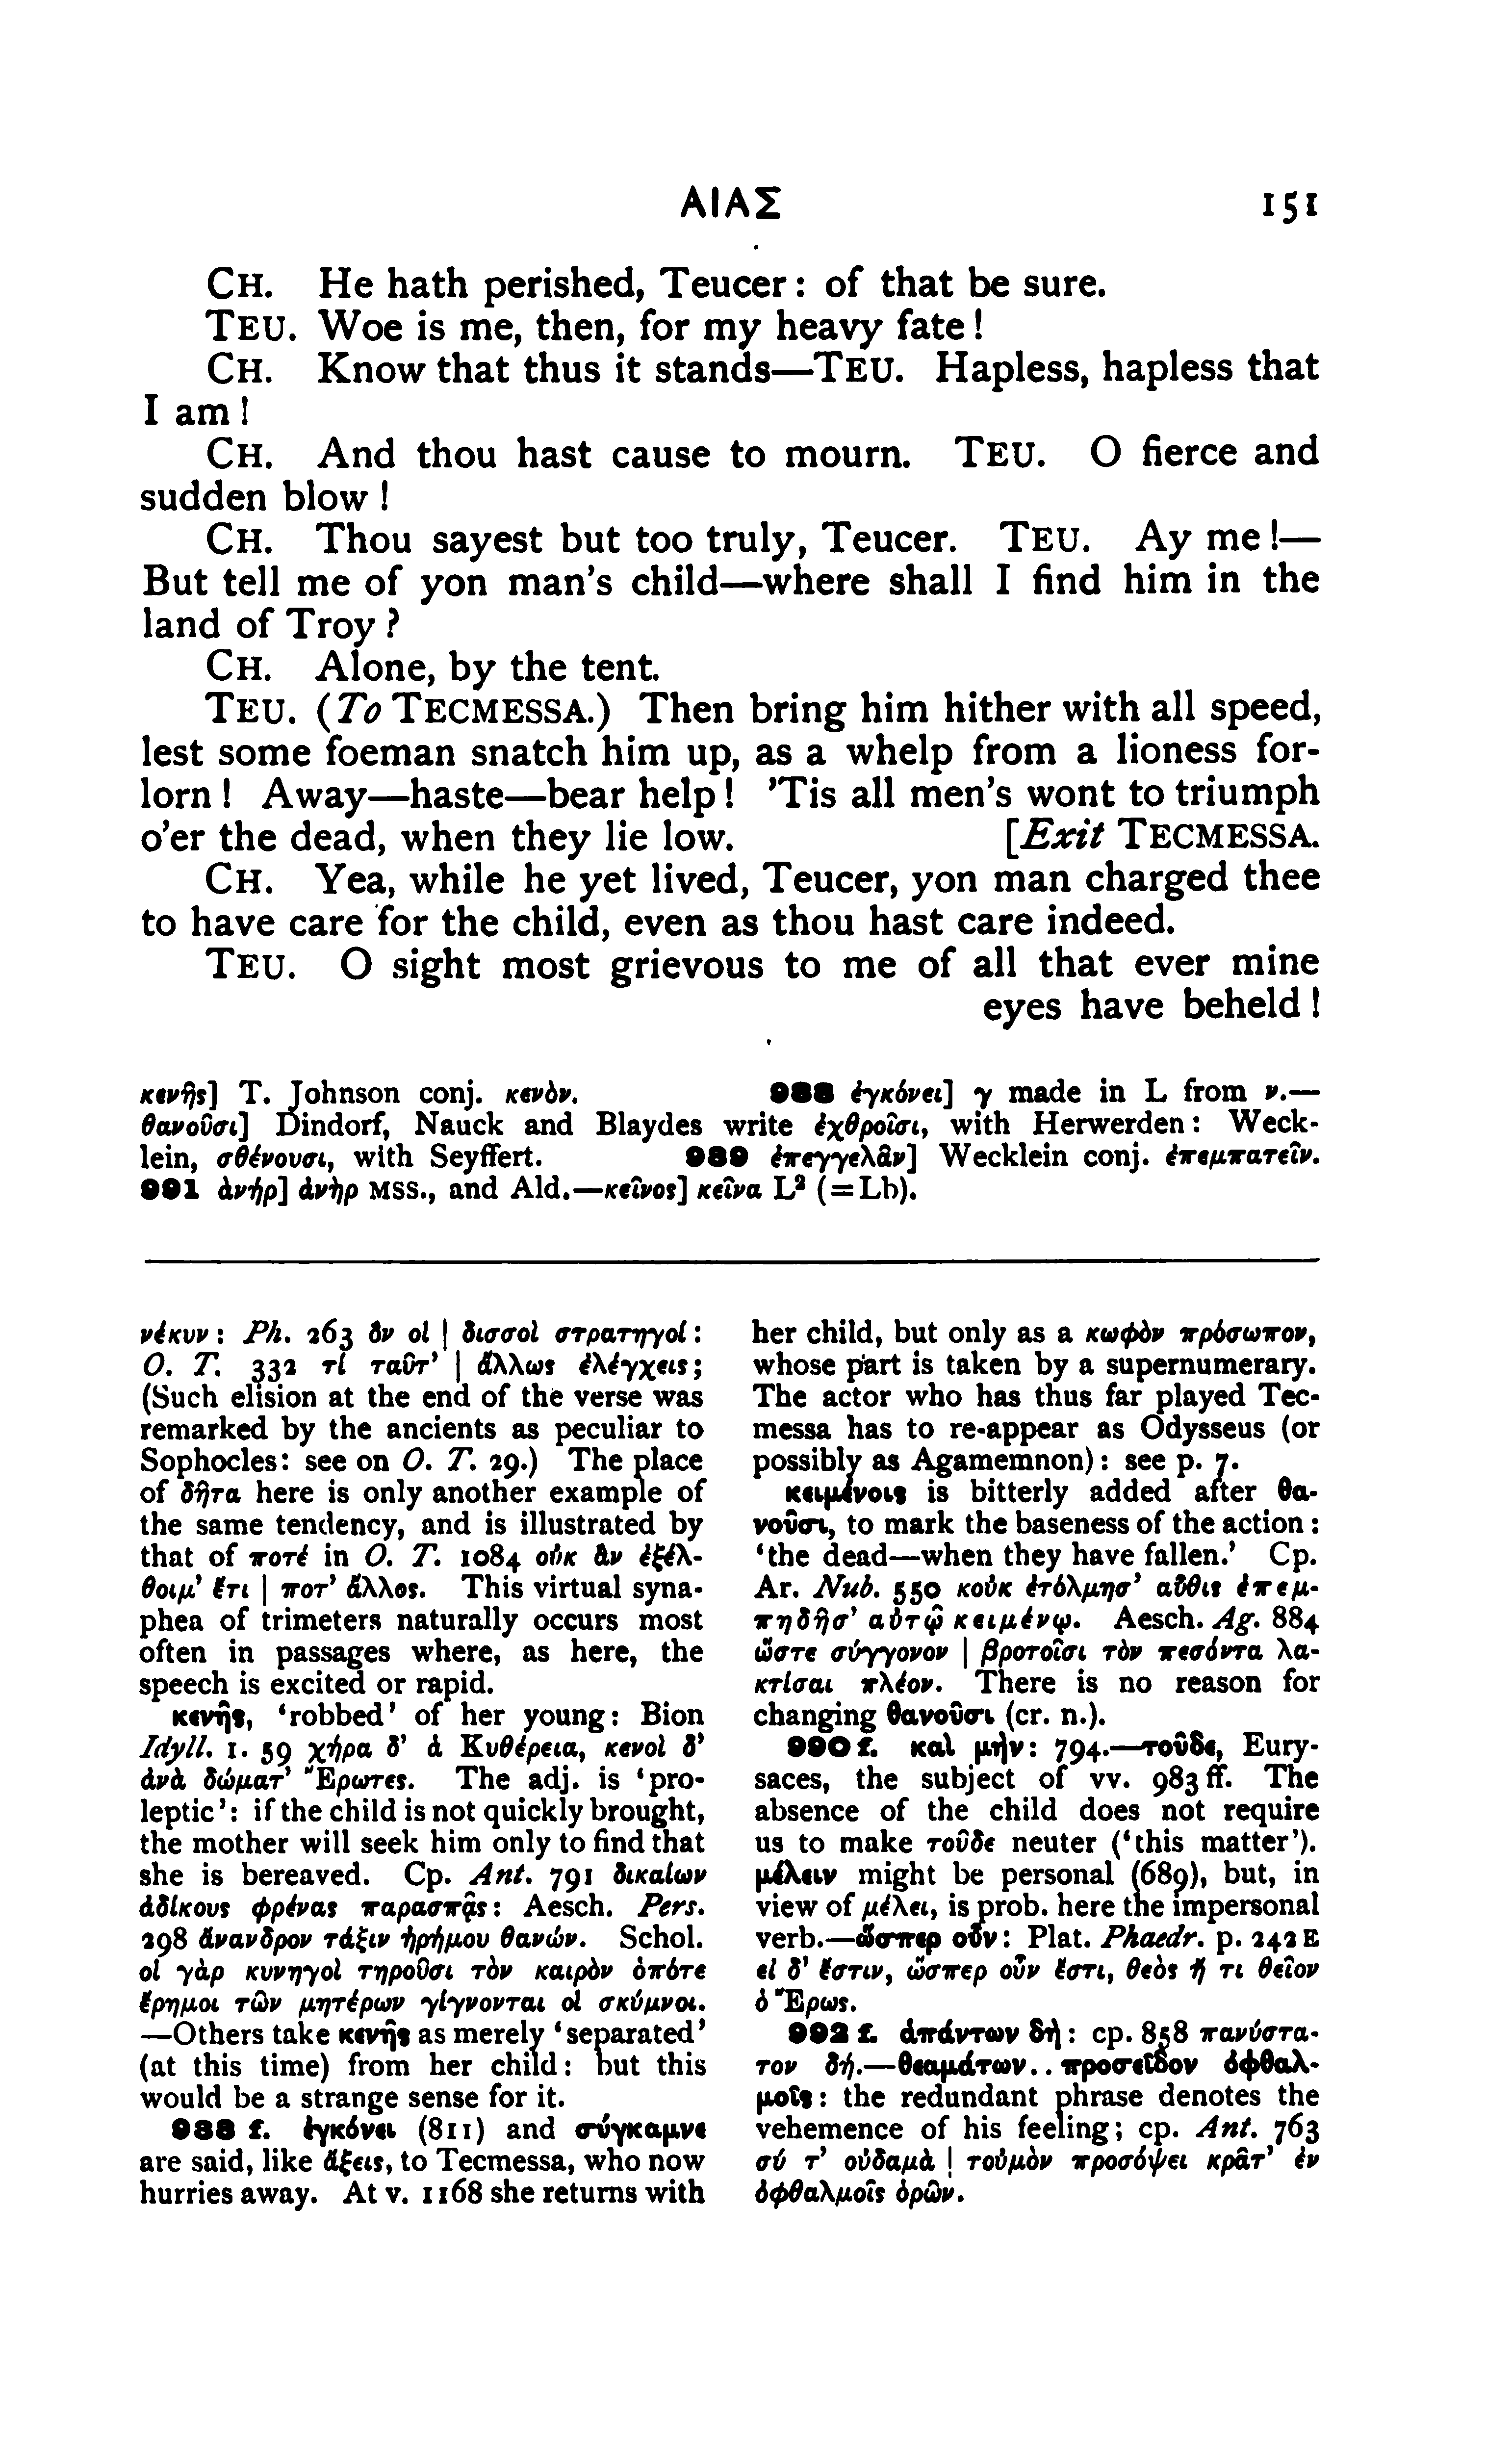 ΑΙΑΣ 151
CH. He hath perished, Teucer: of that be sure.
TEU. Woe is me, then, for my heavy fate!
CH. Know that thus it stands—TEU. Hapless, hapless that
I am!
CH. And thou hast cause to mourn. TEU. O fierce and
sudden blow!
CH. Thou sayest but too truly, Teucer. TEU. Ay me!—
But tell me of yon man's child—where shall I find him in the
land of Troy?
CH. Alone, by the tent.
TEU. (To TECMESSA.) Then bring him hither with all speed,
lest some foeman snatch him up, as a whelp from a lioness for-
lorn! Away—haste—bear help! 'Tis all men's wont to triumph
o'er the dead, when they lie low. [Exit TECMESSA.
CH. Yea, while he yet lived, Teucer, yon man charged thee
to have care for the child, even as thou hast care indeed.
TEU. O sight most grievous to me of all that ever mine
eyes have beheld!
κενῆς] T. Johnson conj. κενὸν. 988 ἐγκόνει] γ made in L from ν.—
θανοῦσι] Dindorf, Nauck and Blaydes write ἐχθροῖσι, with Herwerden: Weck-
lein, σθένουσι, with Seyffert. 989 ἐπεγγελᾶν] Wecklein conj. ἐπεμπατεῖν.
991 ἁνήρ] ἀνὴρ MSS., and Ald.—κεῖνος] κεῖνα L² (=Lb).
νέκυν: Ph. 263 ὃν οἱ | δισσοὶ στρατηγοί:
O. T. 332 τί ταῦτ' | ἄλλως ἐλέγχεις;
(Such elision at the end of the verse was
remarked by the ancients as peculiar to
Sophocles: see on O. T. 29.) The place
of δῆτα here is only another example of
the same tendency, and is illustrated by
that of ποτέ in O. T. 1084 οὐκ ἂν ἐξέλ-
θοιμ' ἔτι | ποτ' ἄλλος. This virtual syna-
phea of trimeters naturally occurs most
often in passages where, as here, the
speech is excited or rapid.
κενῆς, 'robbed' of her young: Bion
Idyll. 1. 59 χήρα δ' ἁ Κυθέρεια, κενοὶ δ'
ἀνὰ δώματ' Ἔρωτες. The adj. is 'pro-
leptic': if the child is not quickly brought,
the mother will seek him only to find that
she is bereaved. Cp. Ant. 791 δικαίων
ἀδίκους φρένας παρασπᾷς: Aesch. Pers.
298 ἄνανδρον τάξιν ἠρήμου θανών. Schol.
οἱ γὰρ κυνηγοὶ τηροῦσι τὸν καιρὸν ὁπότε
ἔρημοι τῶν μητέρων γίγνονται οἱ σκύμνοι.
—Others take κενῆς as merely 'separated'
(at this time) from her child: but this
would be a strange sense for it.
988 f. ἐγκόνει (811) and σύγκαμνε
are said, like ἄξεις, to Tecmessa, who now
hurries away. At v. 1168 she returns with
her child, but only as a κωφὸν πρόσωπον,
whose part is taken by a supernumerary.
The actor who has thus far played Tec-
messa has to re-appear as Odysseus (or
possibly as Agamemnon): see p. 7.
κειμένοις is bitterly added after θα-
νοῦσι, to mark the baseness of the action:
'the dead—when they have fallen.' Cp.
Ar. Nub. 550 κοὐκ ἐτόλμησ' αὖθις ἐπεμ-
πηδῆσ' αὐτῷ κειμένῳ. Aesch. Ag. 884
ὥστε σύγγονον | βροτοῖσι τὸν πεσόντα λα-
κτίσαι πλέον. There is no reason for
changing θανοῦσι (cr. n.).
990 f. καὶ μὴν: 794.—τοῦδε, Eury-
saces, the subject of vv. 983 ff. The
absence of the child does not require
us to make τοῦδε neuter ('this matter').
μέλειν might be personal (689), but, in
view of μέλει, is prob. here the impersonal
verb.—ὥσπερ οὖν: Plat. Phaedr. p. 242 E
εἰ δ' ἔστιν, ὥσπερ οὖν ἔστι, θεὸς ἤ τι θεῖον
ὁ Ἔρως.
992 f. ἁπάντων δή: cp. 858 πανύστα-
τον δή.—θεαμάτων..προσεῖδον ὀφθαλ-
μοῖς: the redundant phrase denotes the
vehemence of his feeling; cp. Ant. 763
σύ τ' οὐδαμὰ | τοὐμὸν προσόψει κρᾶτ' ἐν
ὀφθαλμοῖς ὁρῶν.